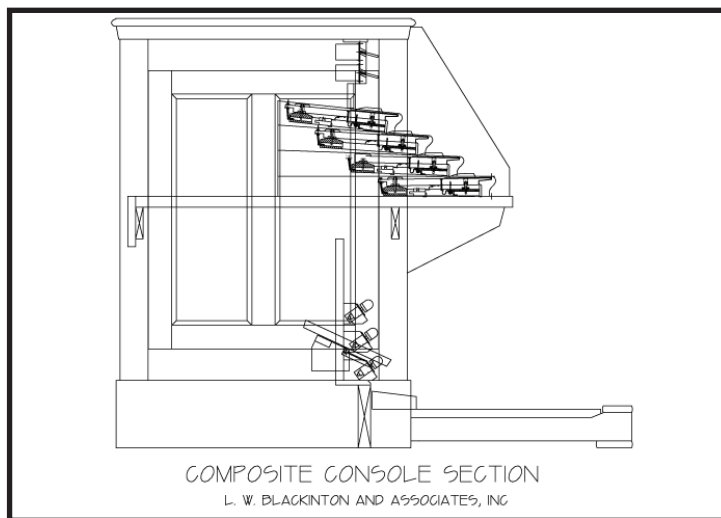 COMPOSITE CONSOLE SECTION
L. W. BLACKINTON AND ASSOCIATES, INC